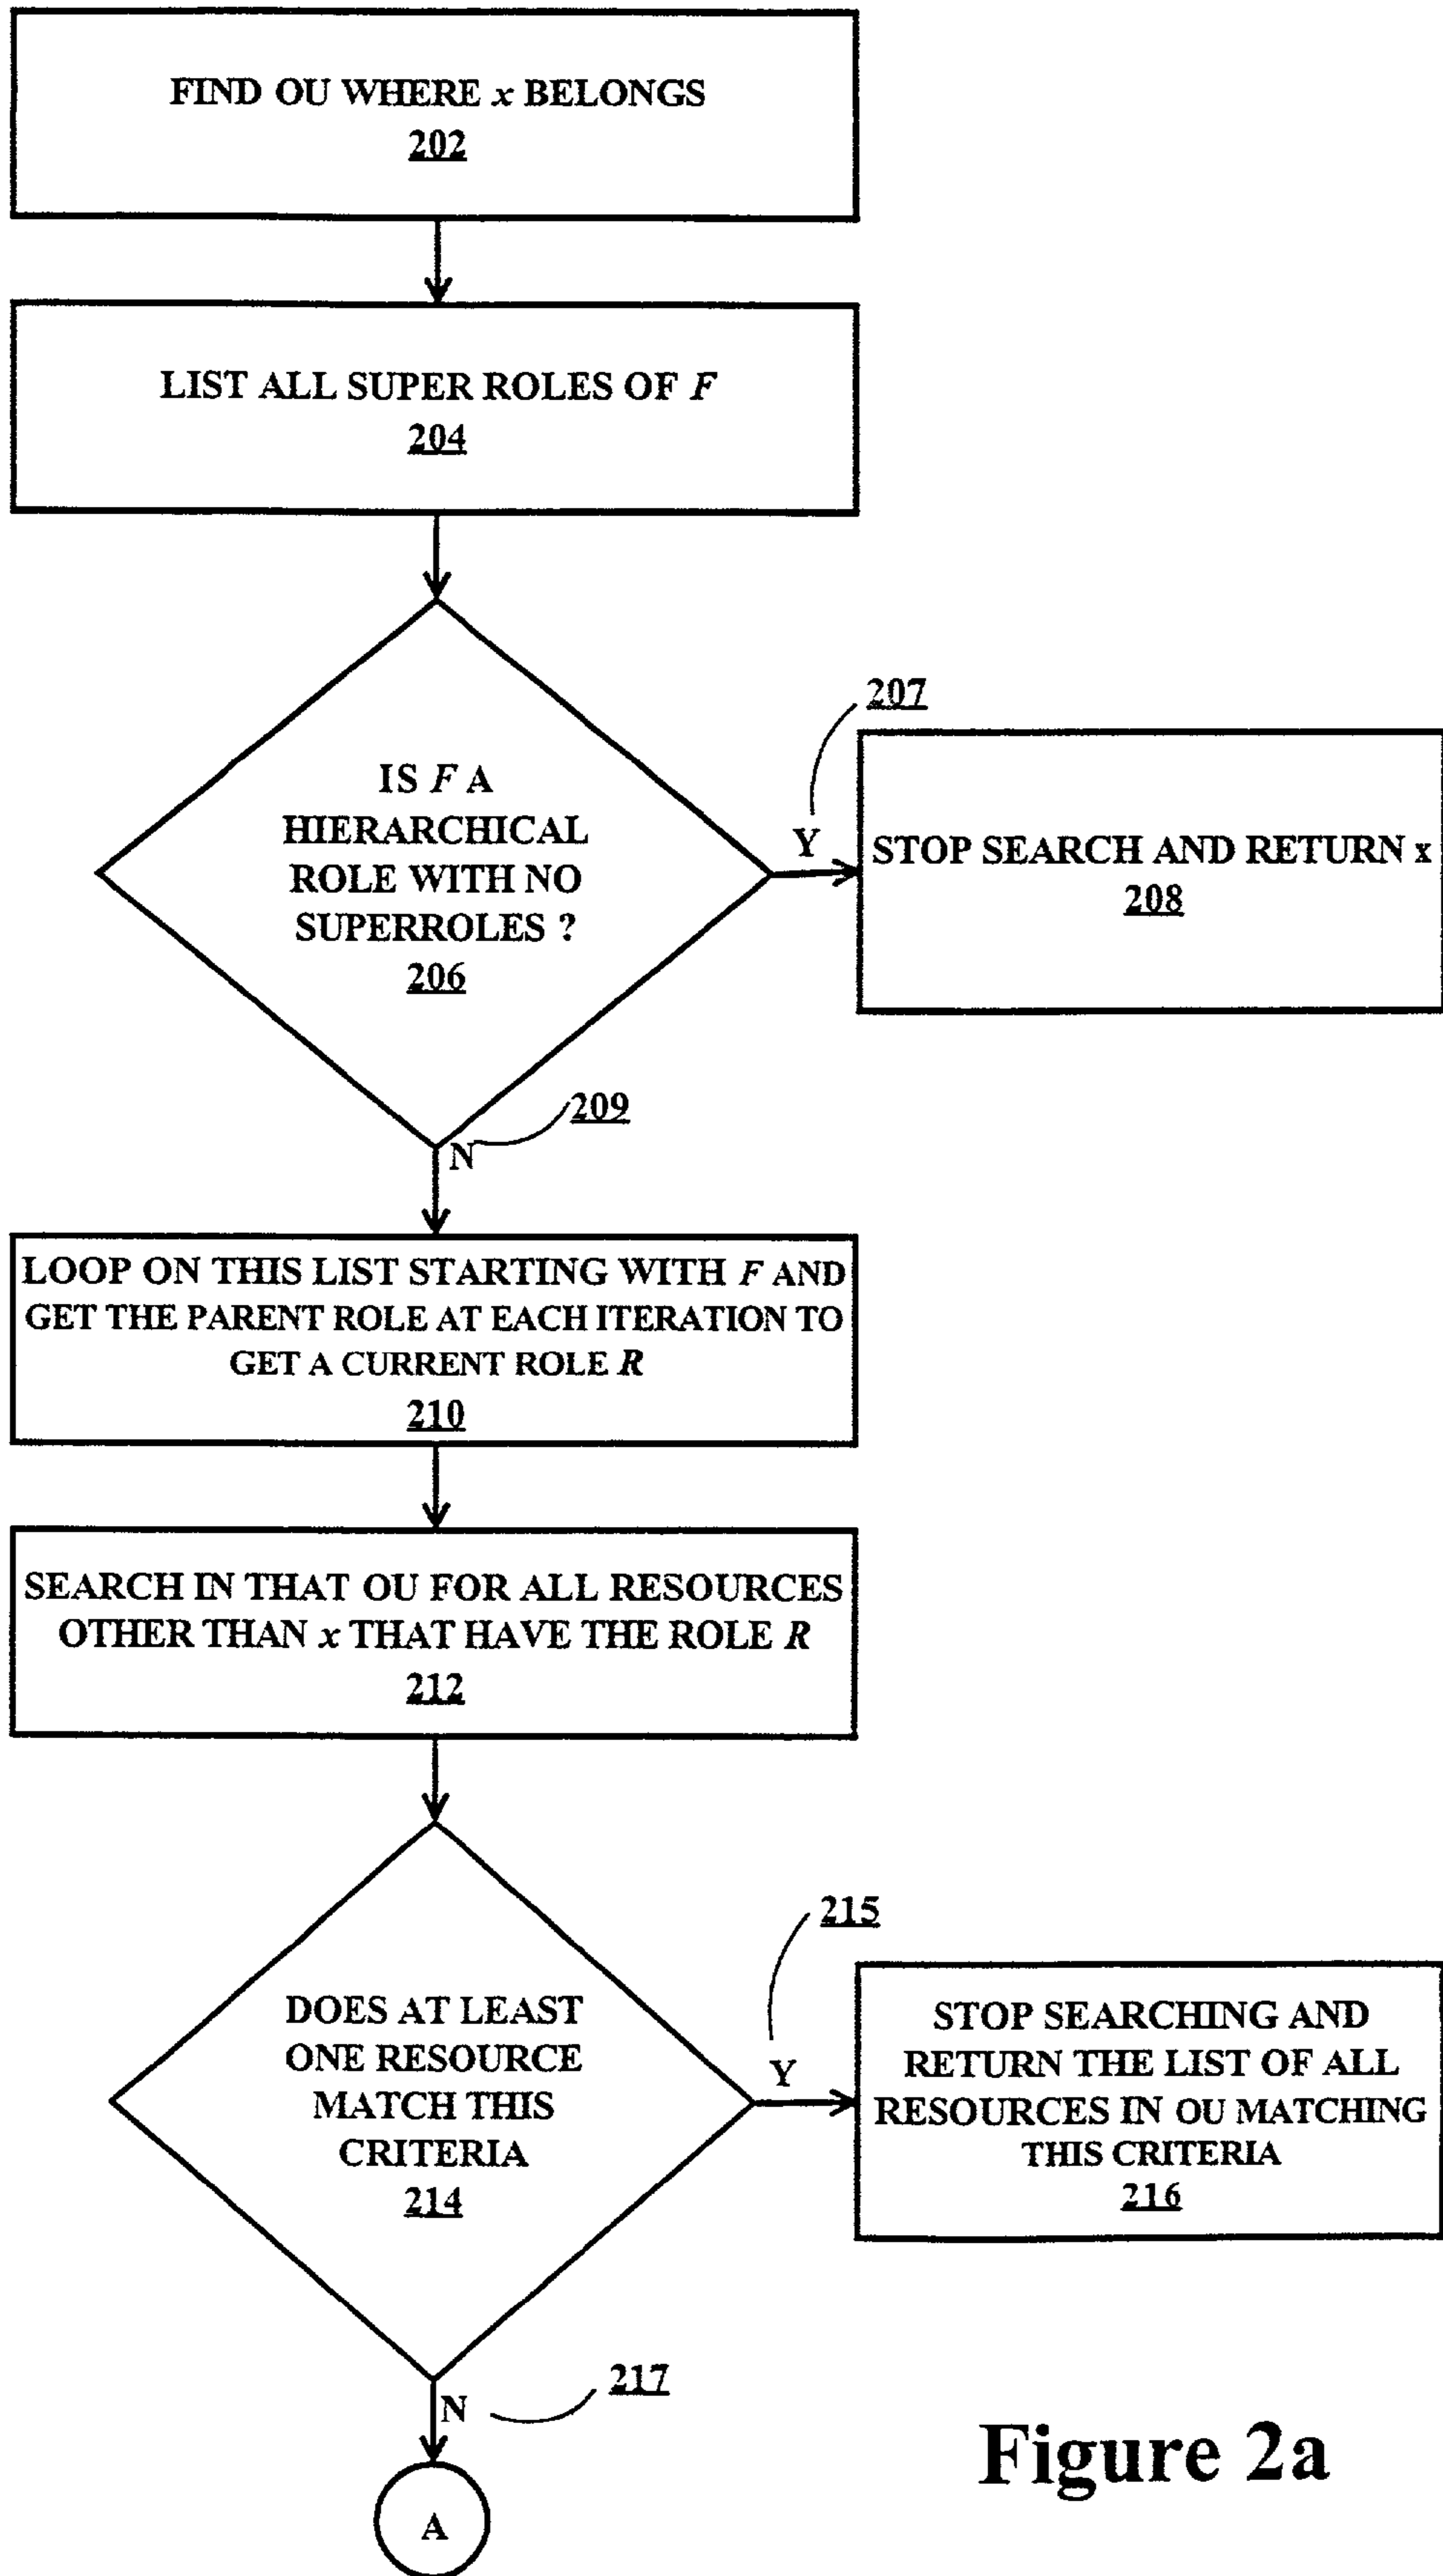 FIND OU WHERE x BELONGS
202
LIST ALL SUPER ROLES OF F
204
IS F A
HIERARCHICAL
ROLE WITH NO
SUPERROLES ?
206
207
Y
STOP SEARCH AND RETURN x
208
209
N
LOOP ON THIS LIST STARTING WITH F AND
GET THE PARENT ROLE AT EACH ITERATION TO
GET A CURRENT ROLE R
210
SEARCH IN THAT OU FOR ALL RESOURCES
OTHER THAN x THAT HAVE THE ROLE R
212
DOES AT LEAST
ONE RESOURCE
MATCH THIS
CRITERIA
214
215
Y
STOP SEARCHING AND
RETURN THE LIST OF ALL
RESOURCES IN OU MATCHING
THIS CRITERIA
216
217
N
A
Figure 2a